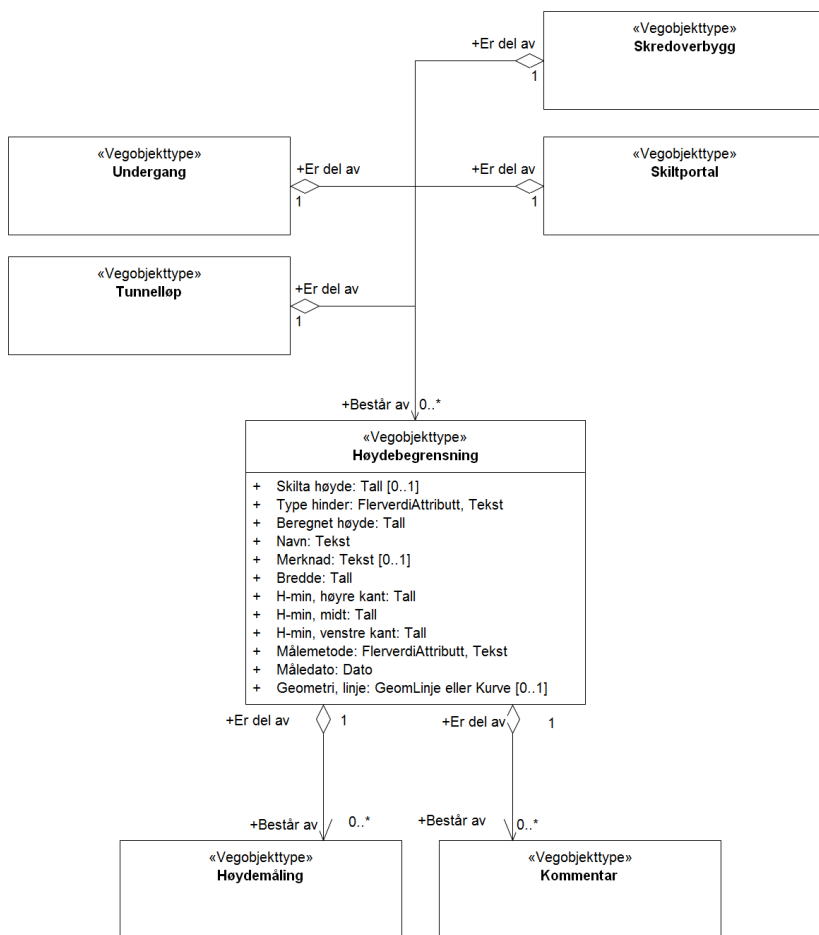 «Vegobjekttype»
Skredoverbygg
+Er del av
1
«Vegobjekttype»
Undergang
+Er del av
1
+Er del av
1
«Vegobjekttype»
Skiltportal
«Vegobjekttype»
Tunnelløp
+Er del av
1
+Består av 0..*
«Vegobjekttype»
Høydebegrensning
+ Skilta høyde: Tall [0..1]
+ Type hinder: FlerverdiAttributt, Tekst
+ Beregnet høyde: Tall
+ Navn: Tekst
+ Merknad: Tekst [0..1]
+ Bredde: Tall
+ H-min, høyre kant: Tall
+ H-min, midt: Tall
+ H-min, venstre kant: Tall
+ Målemetode: FlerverdiAttributt, Tekst
+ Måledato: Dato
+ Geometri, linje: GeomLinje eller Kurve [0..1]
+Er del av 1
+Er del av 1
+Består av 0..*
+Består av 0..*
«Vegobjekttype»
Høydemåling
«Vegobjekttype»
Kommentar